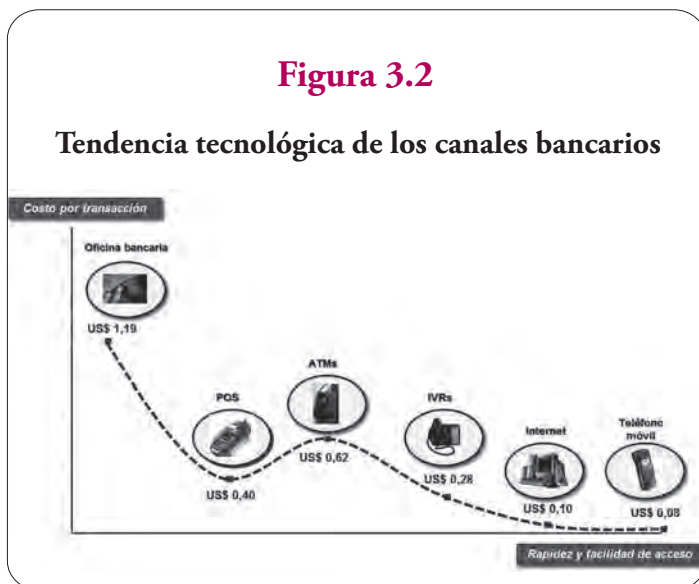 Figura 3.2
Tendencia tecnológica de los canales bancarios
Costo por transacción
Oficina bancaria
US$ 1,19
POS
US$ 0,40
ATMs
US$ 0,62
IVRs
US$ 0,28
Internet
US$ 0,10
Teléfono
móvil
US$ 0,08
Rapidez y facilidad de acceso